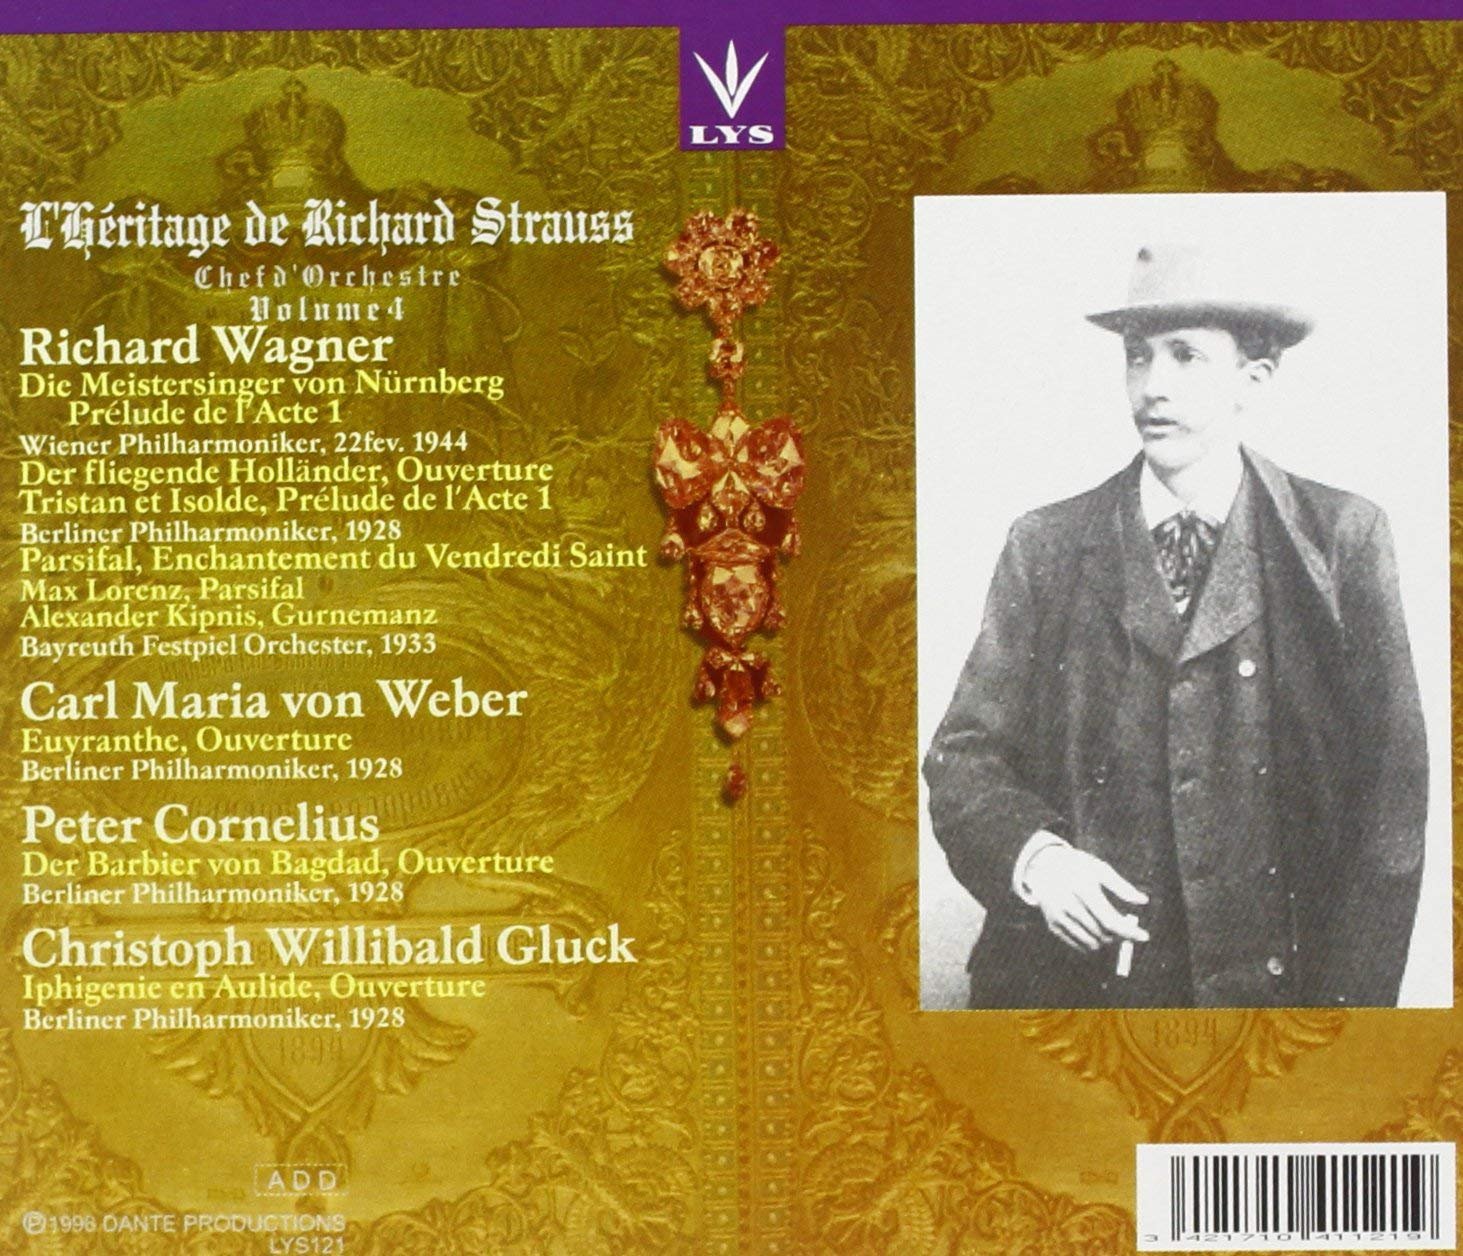 LYS
L'Héritage de Richard Strauss
Chef d'Orchestre
Volume 4
Richard Wagner
Die Meistersinger von Nürnberg
Prélude de l'Acte 1
Wiener Philharmoniker, 22fev. 1944
Der fliegende Holländer, Ouverture
Tristan et Isolde, Prélude de l'Acte 1
Berliner Philharmoniker, 1928
Parsifal, Enchantement du Vendredi Saint
Max Lorenz, Parsifal
Alexander Kipnis, Gurnemanz
Bayreuth Festpiel Orchester, 1933
Carl Maria von Weber
Euyranthe, Ouverture
Berliner Philharmoniker, 1928
Peter Cornelius
Der Barbier von Bagdad, Ouverture
Berliner Philharmoniker, 1928
Christoph Willibald Gluck
Iphigenie en Aulide, Ouverture
Berliner Philharmoniker, 1928
1894
1894
ADD
℗1996 DANTE PRODUCTIONS
LYS121
3 421710 411219